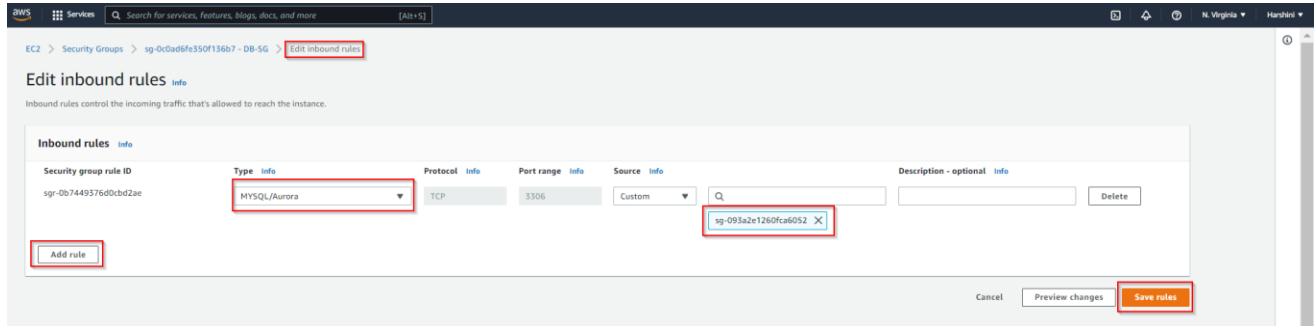 aws Services Search for services, features, blogs, docs, and more [Alt+S] N. Virginia Harshini
EC2 > Security Groups > sg-0c0ad6fe350f136b7 - DB-SG > Edit inbound rules
Edit inbound rules Info
Inbound rules control the incoming traffic that's allowed to reach the instance.
Inbound rules Info
Security group rule ID Type Info Protocol Info Port range Info Source Info Description - optional Info
sgr-0b7449376d0cbd2ae MYSQL/Aurora TCP 3306 Custom Delete
sg-093a2e1260fca6052
Add rule
Cancel Preview changes Save rules